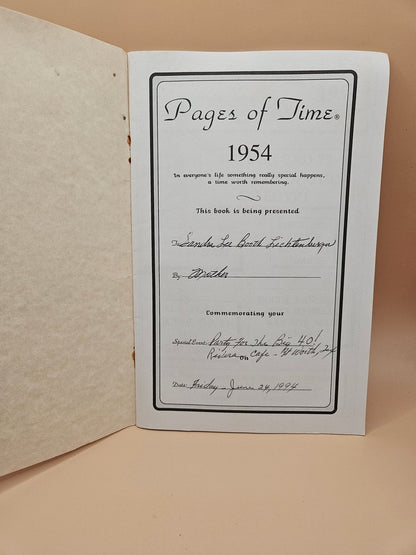 Pages of Time®
1954
In everyone's life something really special happens,
a time worth remembering.
This book is being presented
To Sandra Lee Booth Lichtenberger
By Mother
Commemorating your
Special Event: Party For The Big 40!
Riviera on Cafe - Ft Worth, Tex
Date: Friday - June 24, 1994